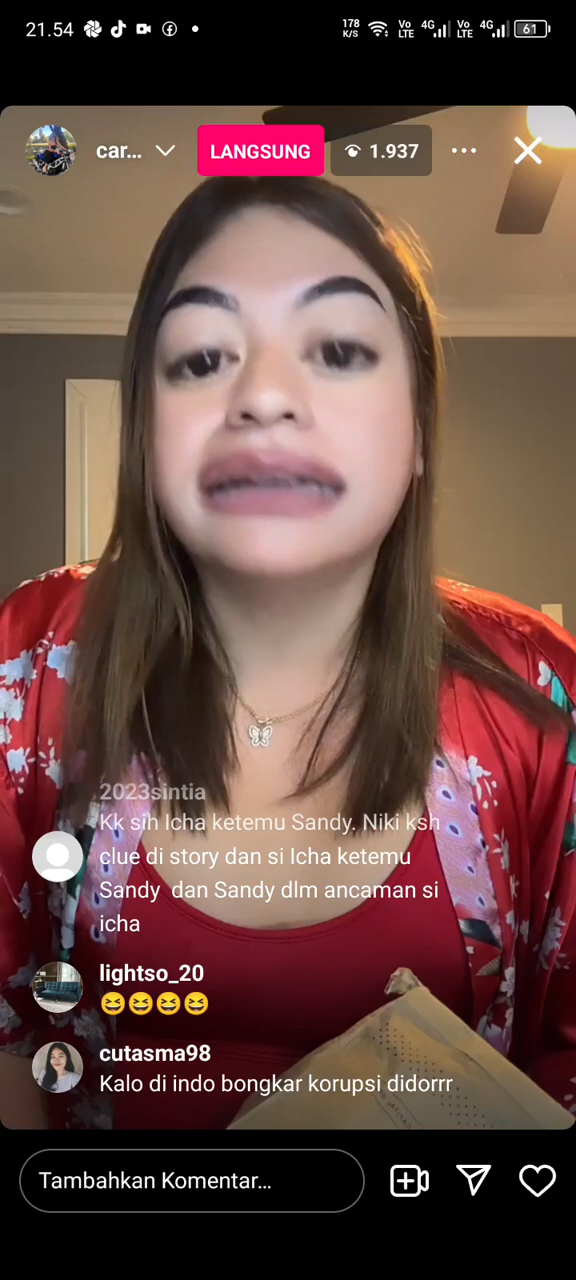 21.54
178 K/S
Vo LTE
4G
Vo LTE
4G
61
car...
LANGSUNG
1.937
2023sintia
Kk sih Icha ketemu Sandy. Niki ksh
clue di story dan si Icha ketemu
Sandy dan Sandy dlm ancaman si
icha
lightso_20
😆😆😆😆
cutasma98
Kalo di indo bongkar korupsi didorrr
Tambahkan Komentar...